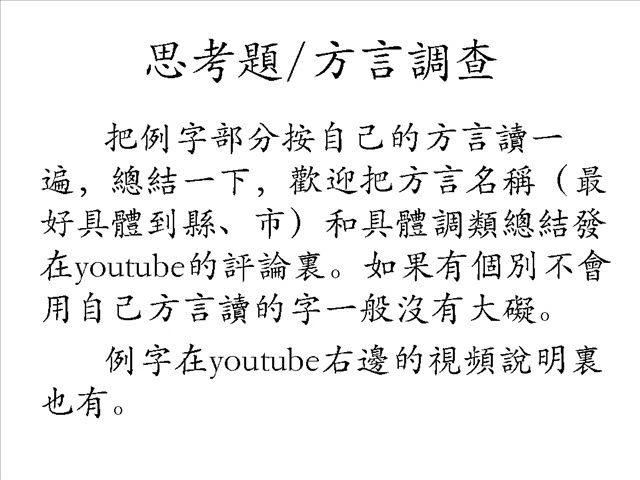 思考題/方言調查
把例字部分按自己的方言讀一
遍，總結一下，歡迎把方言名稱（最
好具體到縣、市）和具體調類總結發
在youtube的評論裏。如果有個別不會
用自己方言讀的字一般沒有大礙。
例字在youtube右邊的視頻說明裏
也有。